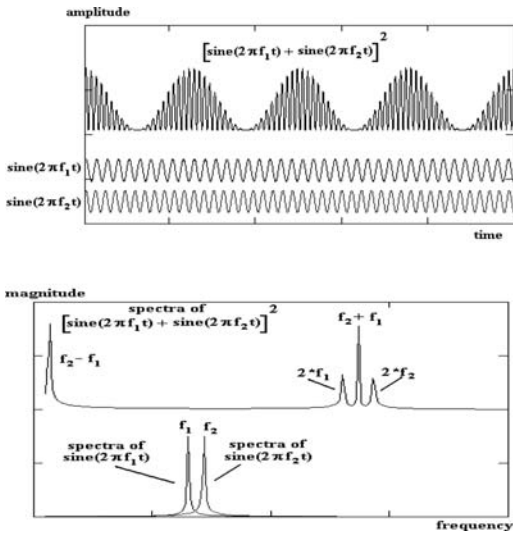 amplitude
[sine(2πf₁t) + sine(2πf₂t)]²
sine(2πf₁t)
sine(2πf₂t)
time
magnitude
spectra of
[sine(2πf₁t) + sine(2πf₂t)]²
f₂ – f₁
f₂ + f₁
2*f₁
2*f₂
f₁ f₂
spectra of
sine(2πf₁t)
spectra of
sine(2πf₂t)
frequency